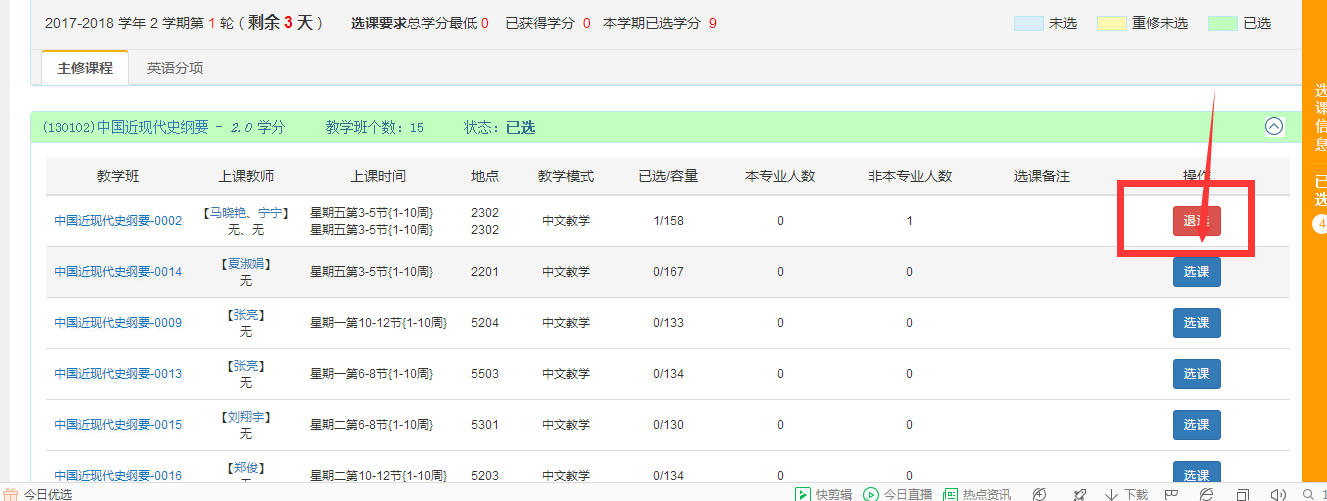 2017-2018 学年 2 学期第 1 轮 ( 剩余 3 天 ) 选课要求总学分最低 0 已获得学分 0 本学期已选学分 9 未选 重修未选 已选
主修课程 英语分项
(130102)中国近现代史纲要 - 2.0 学分 教学班个数：15 状态：已选
教学班 上课教师 上课时间 地点 教学模式 已选/容量 本专业人数 非本专业人数 选课备注 操作
中国近现代史纲要-0002 【马晓艳、宁宁】 无、无 星期五第3-5节{1-10周} 星期五第3-5节{1-10周} 2302 2302 中文教学 1/158 0 1 退选
中国近现代史纲要-0014 【夏淑娟】 无 星期五第3-5节{1-10周} 2201 中文教学 0/167 0 0 选课
中国近现代史纲要-0009 【张亮】 无 星期一第10-12节{1-10周} 5204 中文教学 0/133 0 0 选课
中国近现代史纲要-0013 【张亮】 无 星期一第6-8节{1-10周} 5503 中文教学 0/134 0 0 选课
中国近现代史纲要-0015 【刘翔宇】 无 星期二第6-8节{1-10周} 5301 中文教学 0/130 0 0 选课
中国近现代史纲要-0016 【郑俊】 星期二第10-12节{1-10周} 5203 中文教学 0/134 0 0 选课
选课信息
已选
4
今日优选 快剪辑 今日直播 热点资讯 下载